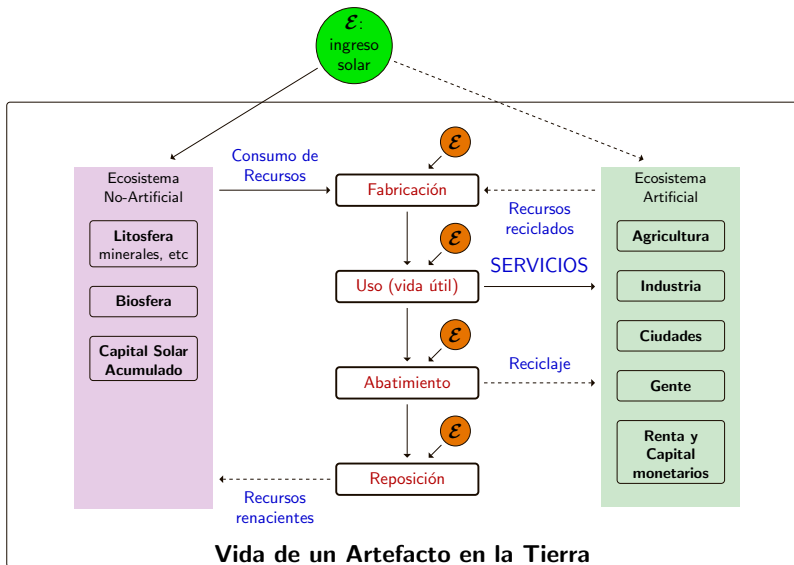 ℰ:
ingreso
solar
Ecosistema
No-Artificial
Litosfera
minerales, etc
Biosfera
Capital Solar
Acumulado
Consumo de
Recursos
ℰ
Fabricación
Recursos
reciclados
ℰ
Uso (vida útil)
SERVICIOS
ℰ
Abatimiento
Reciclaje
ℰ
Reposición
Recursos
renacientes
Ecosistema
Artificial
Agricultura
Industria
Ciudades
Gente
Renta y
Capital
monetarios
Vida de un Artefacto en la Tierra